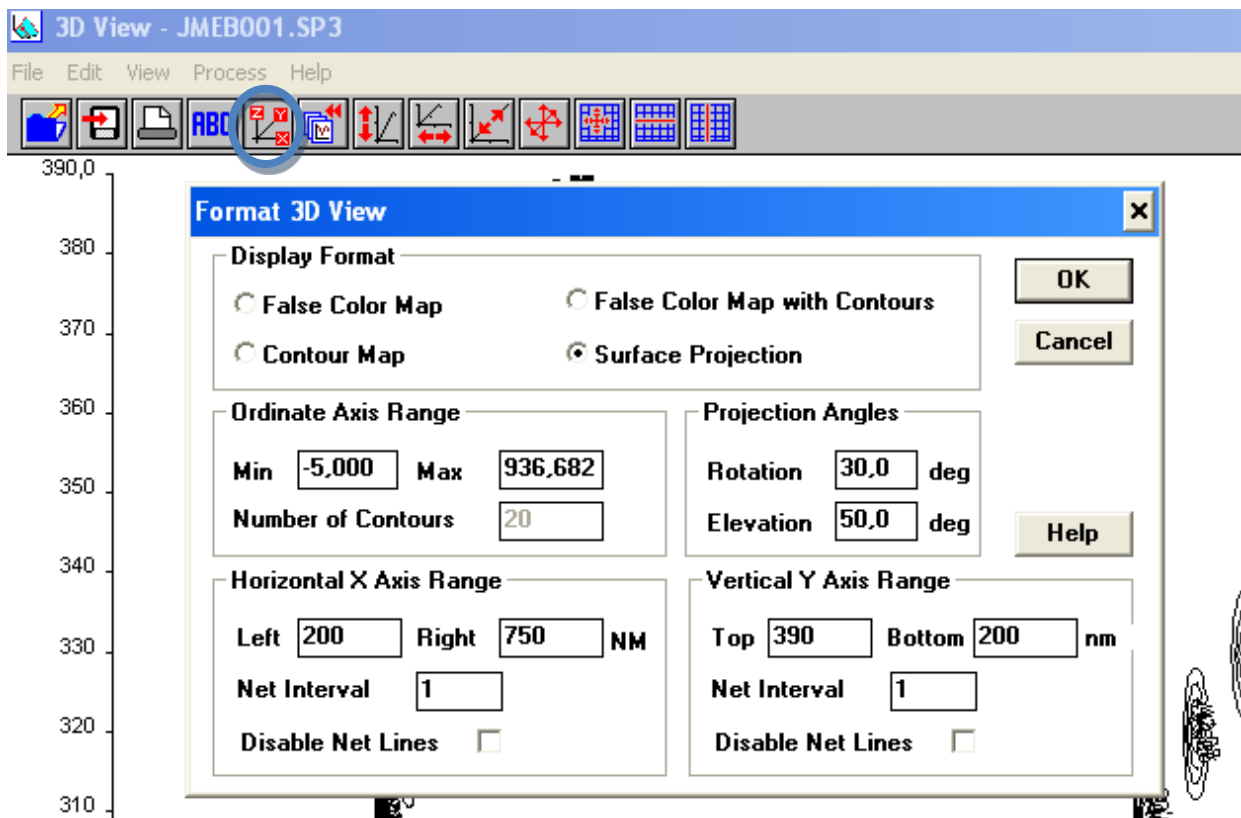 3D View - JMEB001.SP3
File Edit View Process Help
ABC Z Y X
390,0
380
370
360
350
340
330
320
310
Format 3D View
Display Format
False Color Map False Color Map with Contours
Contour Map Surface Projection
OK
Cancel
Ordinate Axis Range
Min -5,000 Max 936,682
Number of Contours 20
Projection Angles
Rotation 30,0 deg
Elevation 50,0 deg
Help
Horizontal X Axis Range
Left 200 Right 750 NM
Net Interval 1
Disable Net Lines
Vertical Y Axis Range
Top 390 Bottom 200 nm
Net Interval 1
Disable Net Lines